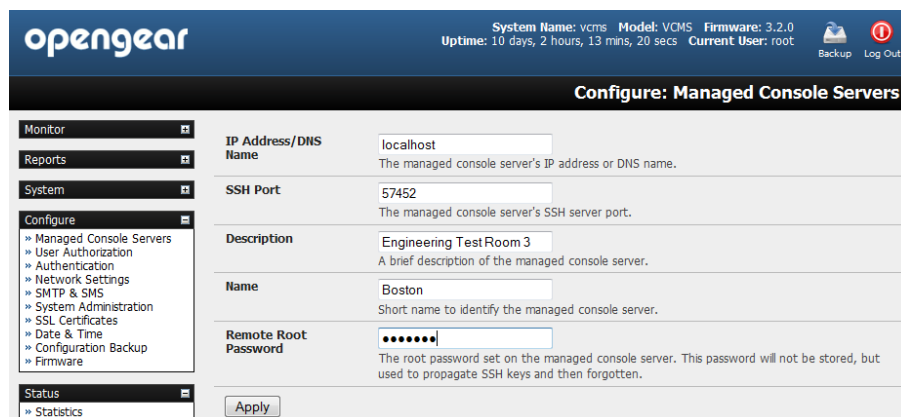 opengear
System Name: vcms Model: VCMS Firmware: 3.2.0
Uptime: 10 days, 2 hours, 13 mins, 20 secs Current User: root
Backup
Log Out
Configure: Managed Console Servers
Monitor
Reports
System
Configure
» Managed Console Servers
» User Authorization
» Authentication
» Network Settings
» SMTP & SMS
» System Administration
» SSL Certificates
» Date & Time
» Configuration Backup
» Firmware
Status
» Statistics
IP Address/DNS
Name
localhost
The managed console server's IP address or DNS name.
SSH Port
57452
The managed console server's SSH server port.
Description
Engineering Test Room 3
A brief description of the managed console server.
Name
Boston
Short name to identify the managed console server.
Remote Root
Password
•••••••
The root password set on the managed console server. This password will not be stored, but
used to propagate SSH keys and then forgotten.
Apply